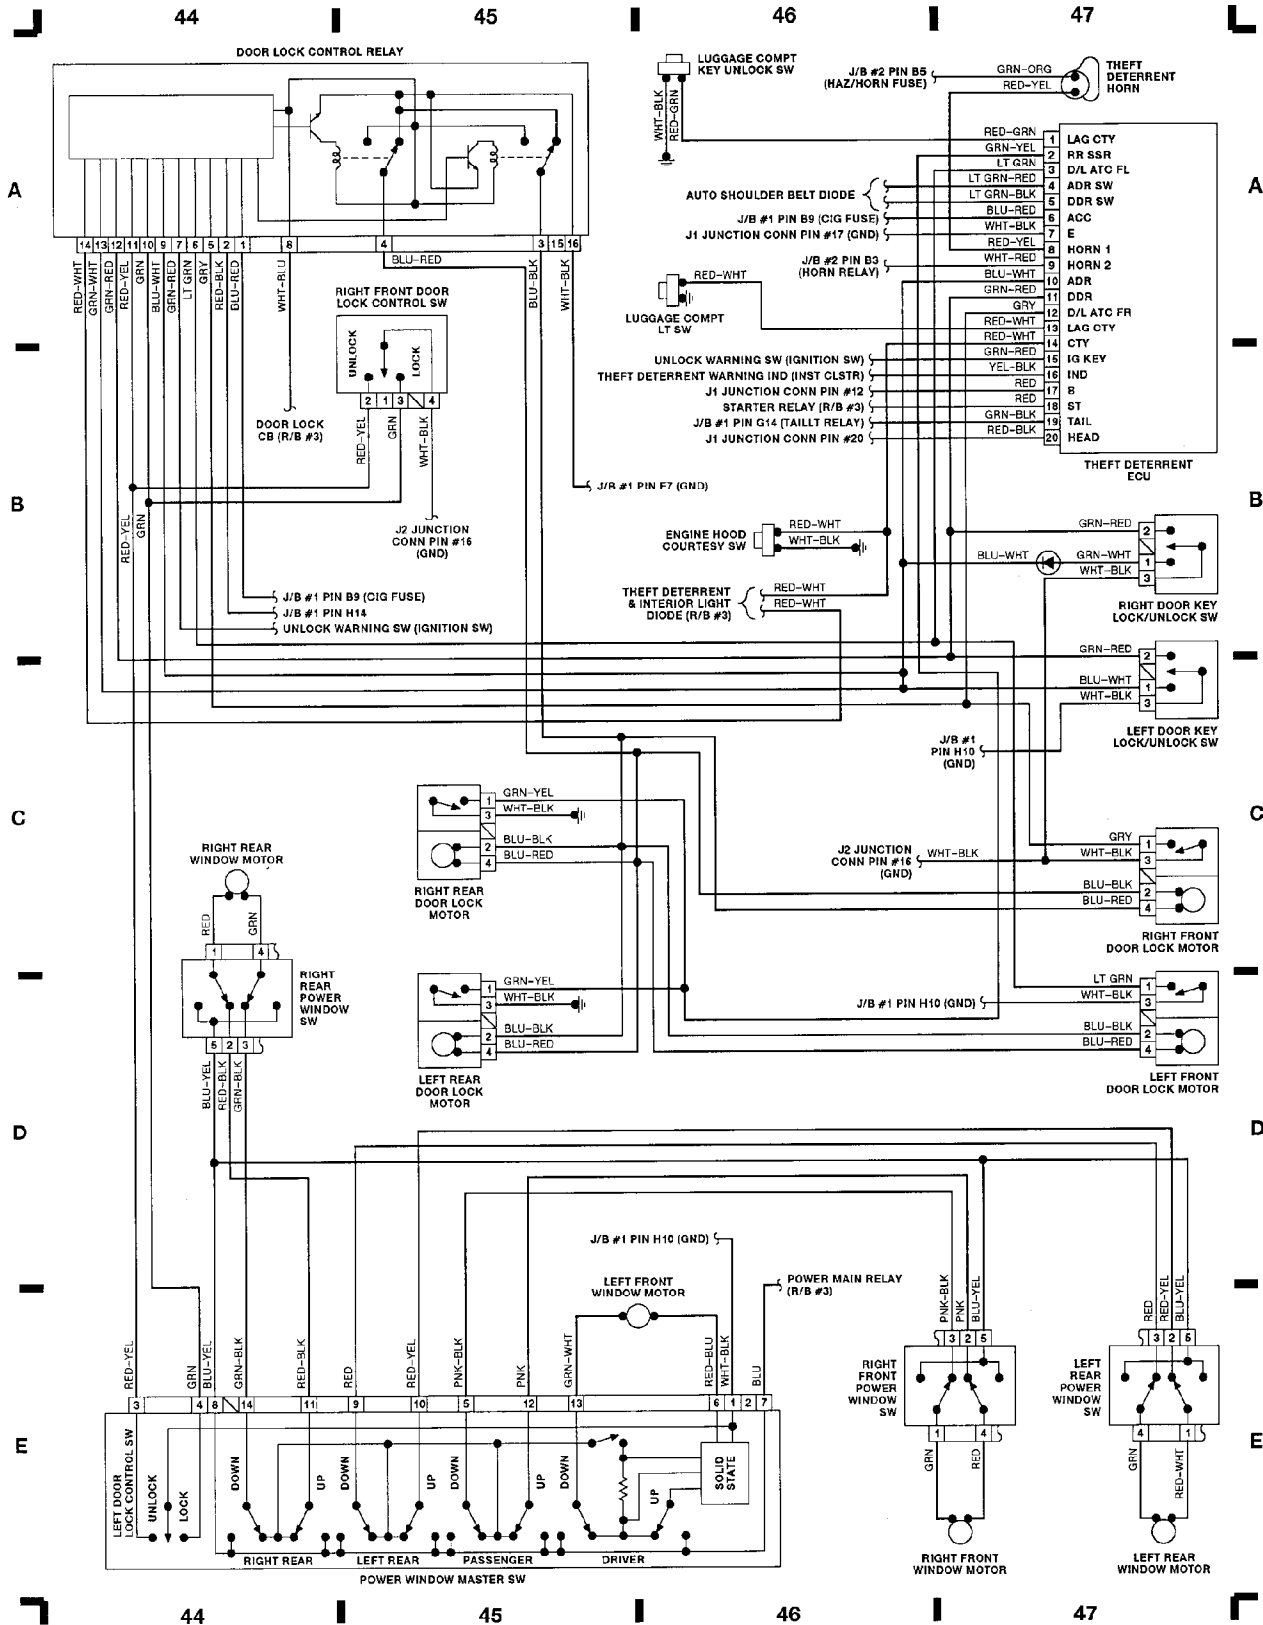 44 45 46 47
DOOR LOCK CONTROL RELAY
A
14 13 12 11 10 9 7 6 5 2 1 8 4 3 15 16
RED-WHT
GRN-WHT
GRN-RED
RED-YEL
GRN
BLU-WHT
GRN-RED
LT GRN
GRY
RED-BLK
BLU-RED
WHT-BLU
BLU-RED
BLU-BLK
WHT-BLK
RIGHT FRONT DOOR
LOCK CONTROL SW
UNLOCK
LOCK
2 1 3 4
RED-YEL
GRN
WHT-BLK
DOOR LOCK
CB (R/B #3)
J2 JUNCTION
CONN PIN #16
(GND)
J/B #1 PIN F7 (GND)
RED-YEL
GRN
J/B #1 PIN B9 (CIG FUSE)
J/B #1 PIN H14
UNLOCK WARNING SW (IGNITION SW)
LUGGAGE COMPT
KEY UNLOCK SW
WHT-BLK
RED-GRN
J/B #2 PIN B5
(HAZ/HORN FUSE)
GRN-ORG
RED-YEL
THEFT
DETERRENT
HORN
RED-GRN 1 LAG CTY
GRN-YEL 2 RR SSR
LT GRN 3 D/L ATC FL
LT GRN-RED 4 ADR SW
LT GRN-BLK 5 DDR SW
BLU-RED 6 ACC
WHT-BLK 7 E
RED-YEL 8 HORN 1
WHT-RED 9 HORN 2
BLU-WHT 10 ADR
GRN-RED 11 DDR
GRY 12 D/L ATC FR
RED-WHT 13 LAG CTY
RED-WHT 14 CTY
GRN-RED 15 IG KEY
YEL-BLK 16 IND
RED 17 B
RED 18 ST
GRN-BLK 19 TAIL
RED-BLK 20 HEAD
THEFT DETERRENT
ECU
A
AUTO SHOULDER BELT DIODE
J/B #1 PIN B9 (CIG FUSE)
J1 JUNCTION CONN PIN #17 (GND)
J/B #2 PIN B3
(HORN RELAY)
RED-WHT
LUGGAGE COMPT
LT SW
UNLOCK WARNING SW (IGNITION SW)
THEFT DETERRENT WARNING IND (INST CLSTR)
J1 JUNCTION CONN PIN #12
STARTER RELAY (R/B #3)
J/B #1 PIN G14 (TAILLT RELAY)
J1 JUNCTION CONN PIN #20
B
B
ENGINE HOOD
COURTESY SW
RED-WHT
WHT-BLK
THEFT DETERRENT
& INTERIOR LIGHT
DIODE (R/B #3)
RED-WHT
RED-WHT
GRN-RED 2
BLU-WHT GRN-WHT 1
WHT-BLK 3
RIGHT DOOR KEY
LOCK/UNLOCK SW
GRN-RED 2
BLU-WHT 1
WHT-BLK 3
LEFT DOOR KEY
LOCK/UNLOCK SW
J/B #1
PIN H10
(GND)
C
C
GRN-YEL 1
WHT-BLK 3
BLU-BLK 2
BLU-RED 4
RIGHT REAR
DOOR LOCK
MOTOR
J2 JUNCTION
CONN PIN #16
(GND)
WHT-BLK
GRY 1
WHT-BLK 3
BLU-BLK 2
BLU-RED 4
RIGHT FRONT
DOOR LOCK MOTOR
RIGHT REAR
WINDOW MOTOR
RED
GRN
1 4
RIGHT
REAR
POWER
WINDOW
SW
5 2 3
BLU-YEL
RED-BLK
GRN-BLK
GRN-YEL 1
WHT-BLK 3
BLU-BLK 2
BLU-RED 4
LEFT REAR
DOOR LOCK
MOTOR
J/B #1 PIN H10 (GND)
LT GRN 1
WHT-BLK 3
BLU-BLK 2
BLU-RED 4
LEFT FRONT
DOOR LOCK MOTOR
D
D
J/B #1 PIN H10 (GND)
LEFT FRONT
WINDOW MOTOR
POWER MAIN RELAY
(R/B #3)
RED-YEL
GRN
BLU-YEL
GRN-BLK
RED-BLK
RED
RED-YEL
PNK-BLK
PNK
GRN-WHT
RED-BLU
WHT-BLK
BLU
3 4 8 14 11 9 10 5 12 13 6 1 2 7
E
LEFT DOOR
LOCK CONTROL SW
UNLOCK
LOCK
DOWN
UP
DOWN
UP
DOWN
UP
DOWN
UP
SOLID
STATE
RIGHT REAR
LEFT REAR
PASSENGER
DRIVER
POWER WINDOW MASTER SW
PNK-BLK
PNK
BLU-YEL
3 2 5
RIGHT
FRONT
POWER
WINDOW
SW
1 4
GRN
RED
RIGHT FRONT
WINDOW MOTOR
RED
RED-YEL
BLU-YEL
3 2 5
LEFT
REAR
POWER
WINDOW
SW
4 1
GRN
RED-WHT
LEFT REAR
WINDOW MOTOR
E
44 45 46 47